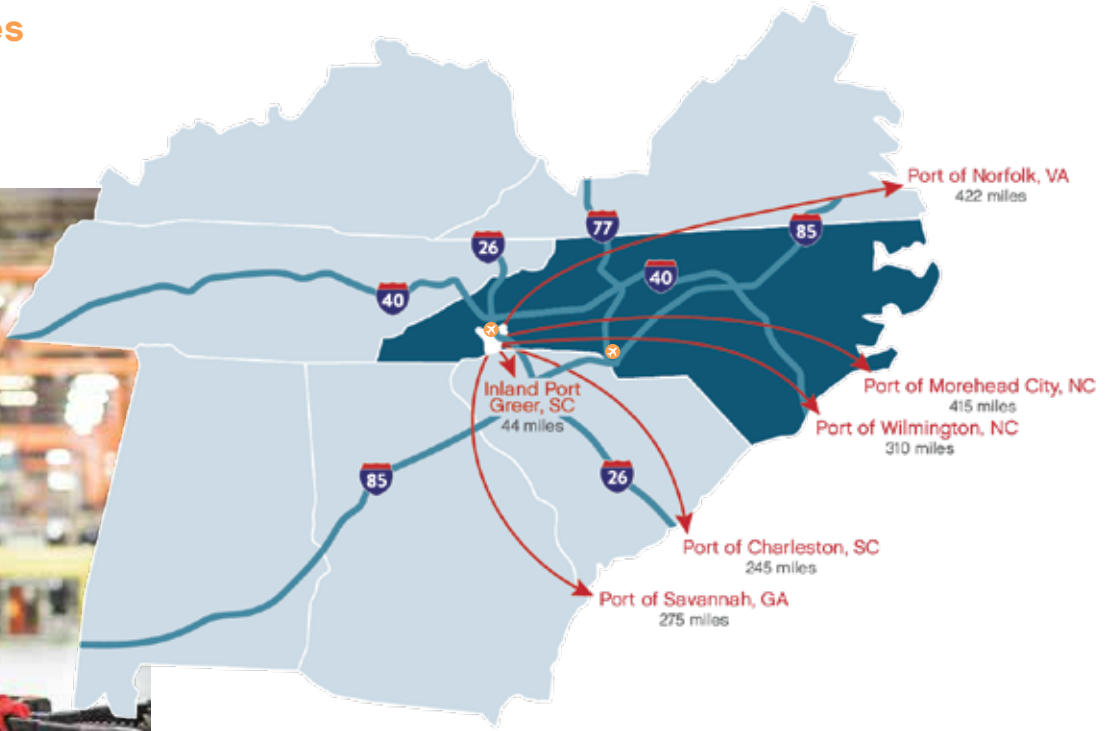 es
Port of Norfolk, VA
422 miles
77
85
26
40
40
Port of Morehead City, NC
415 miles
Inland Port
Greer, SC
44 miles
Port of Wilmington, NC
310 miles
85
26
Port of Charleston, SC
245 miles
Port of Savannah, GA
275 miles